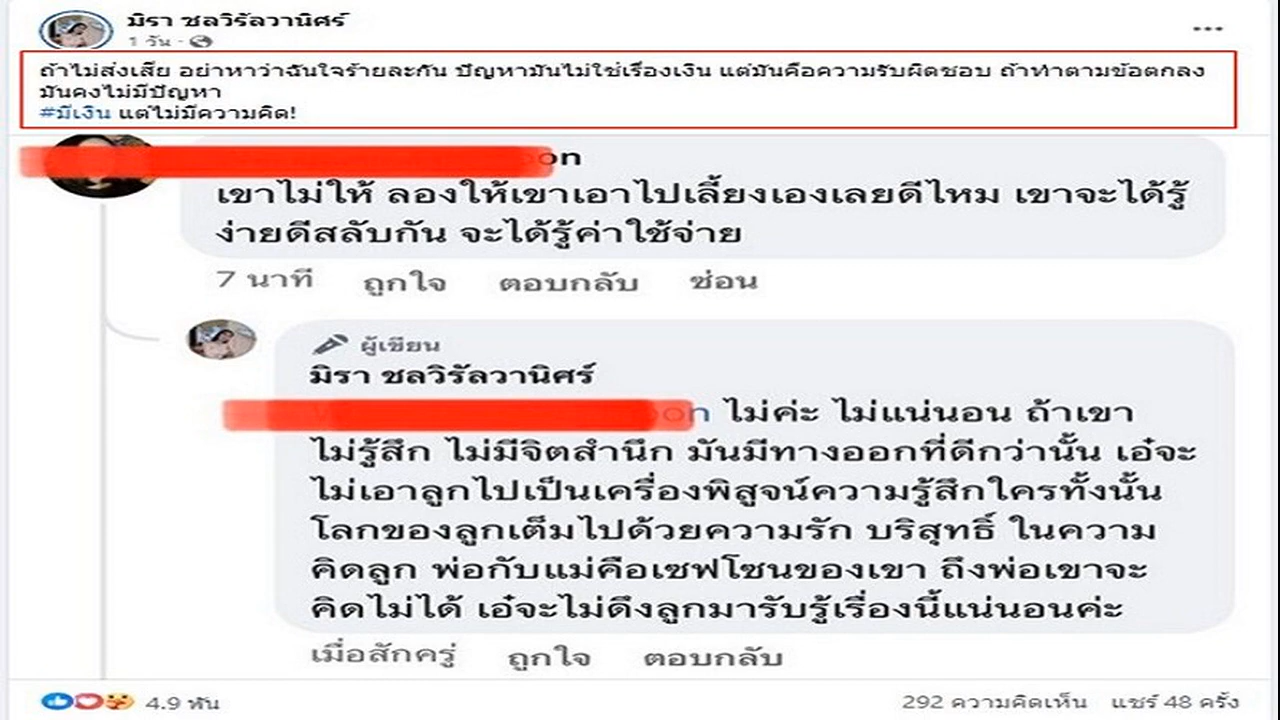 มิรา ชลวิรัลวานิศร์
1 วัน ·
...
ถ้าไม่ส่งเสีย อย่าหาว่าฉันใจร้ายละกัน ปัญหามันไม่ใช่เรื่องเงิน แต่มันคือความรับผิดชอบ ถ้าทำตามข้อตกลง
มันคงไม่มีปัญหา
#มีเงิน แต่ไม่มีความคิด!
on
เขาไม่ให้ ลองให้เขาเอาไปเลี้ยงเองเลยดีไหม เขาจะได้รู้
ง่ายดีสลับกัน จะได้รู้ค่าใช้จ่าย
7 นาที ถูกใจ ตอบกลับ ซ่อน
ผู้เขียน
มิรา ชลวิรัลวานิศร์
on ไม่ค่ะ ไม่แน่นอน ถ้าเขา
ไม่รู้สึก ไม่มีจิตสำนึก มันมีทางออกที่ดีกว่านั้น เอ๋จะ
ไม่เอาลูกไปเป็นเครื่องพิสูจน์ความรู้สึกใครทั้งนั้น
โลกของลูกเต็มไปด้วยความรัก บริสุทธิ์ ในความ
คิดลูก พ่อกับแม่คือเซฟโซนของเขา ถึงพ่อเขาจะ
คิดไม่ได้ เอ๋จะไม่ดึงลูกมารับรู้เรื่องนี้แน่นอนค่ะ
เมื่อสักครู่ ถูกใจ ตอบกลับ
4.9 พัน 292 ความคิดเห็น แชร์ 48 ครั้ง